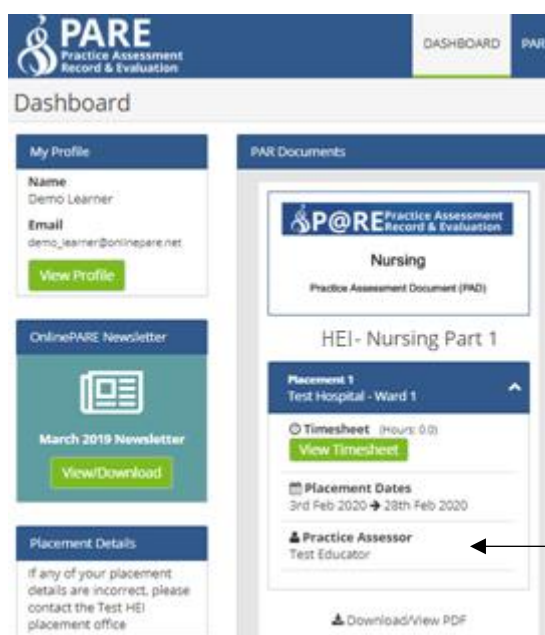 PARE
Practice Assessment
Record & Evaluation
DASHBOARD
PAR
Dashboard
My Profile
Name
Demo Learner
Email
demo_learner@onlinepare.net
View Profile
OnlinePARE Newsletter
March 2019 Newsletter
View/Download
Placement Details
If any of your placement
details are incorrect, please
contact the Test HEI
placement office
PAR Documents
P@RE Practice Assessment
Record & Evaluation
Nursing
Practice Assessment Document (PAD)
HEI- Nursing Part 1
Placement 1
Test Hospital - Ward 1
Timesheet (Hours: 0.0)
View Timesheet
Placement Dates
3rd Feb 2020 → 28th Feb 2020
Practice Assessor
Test Educator
Download/View PDF